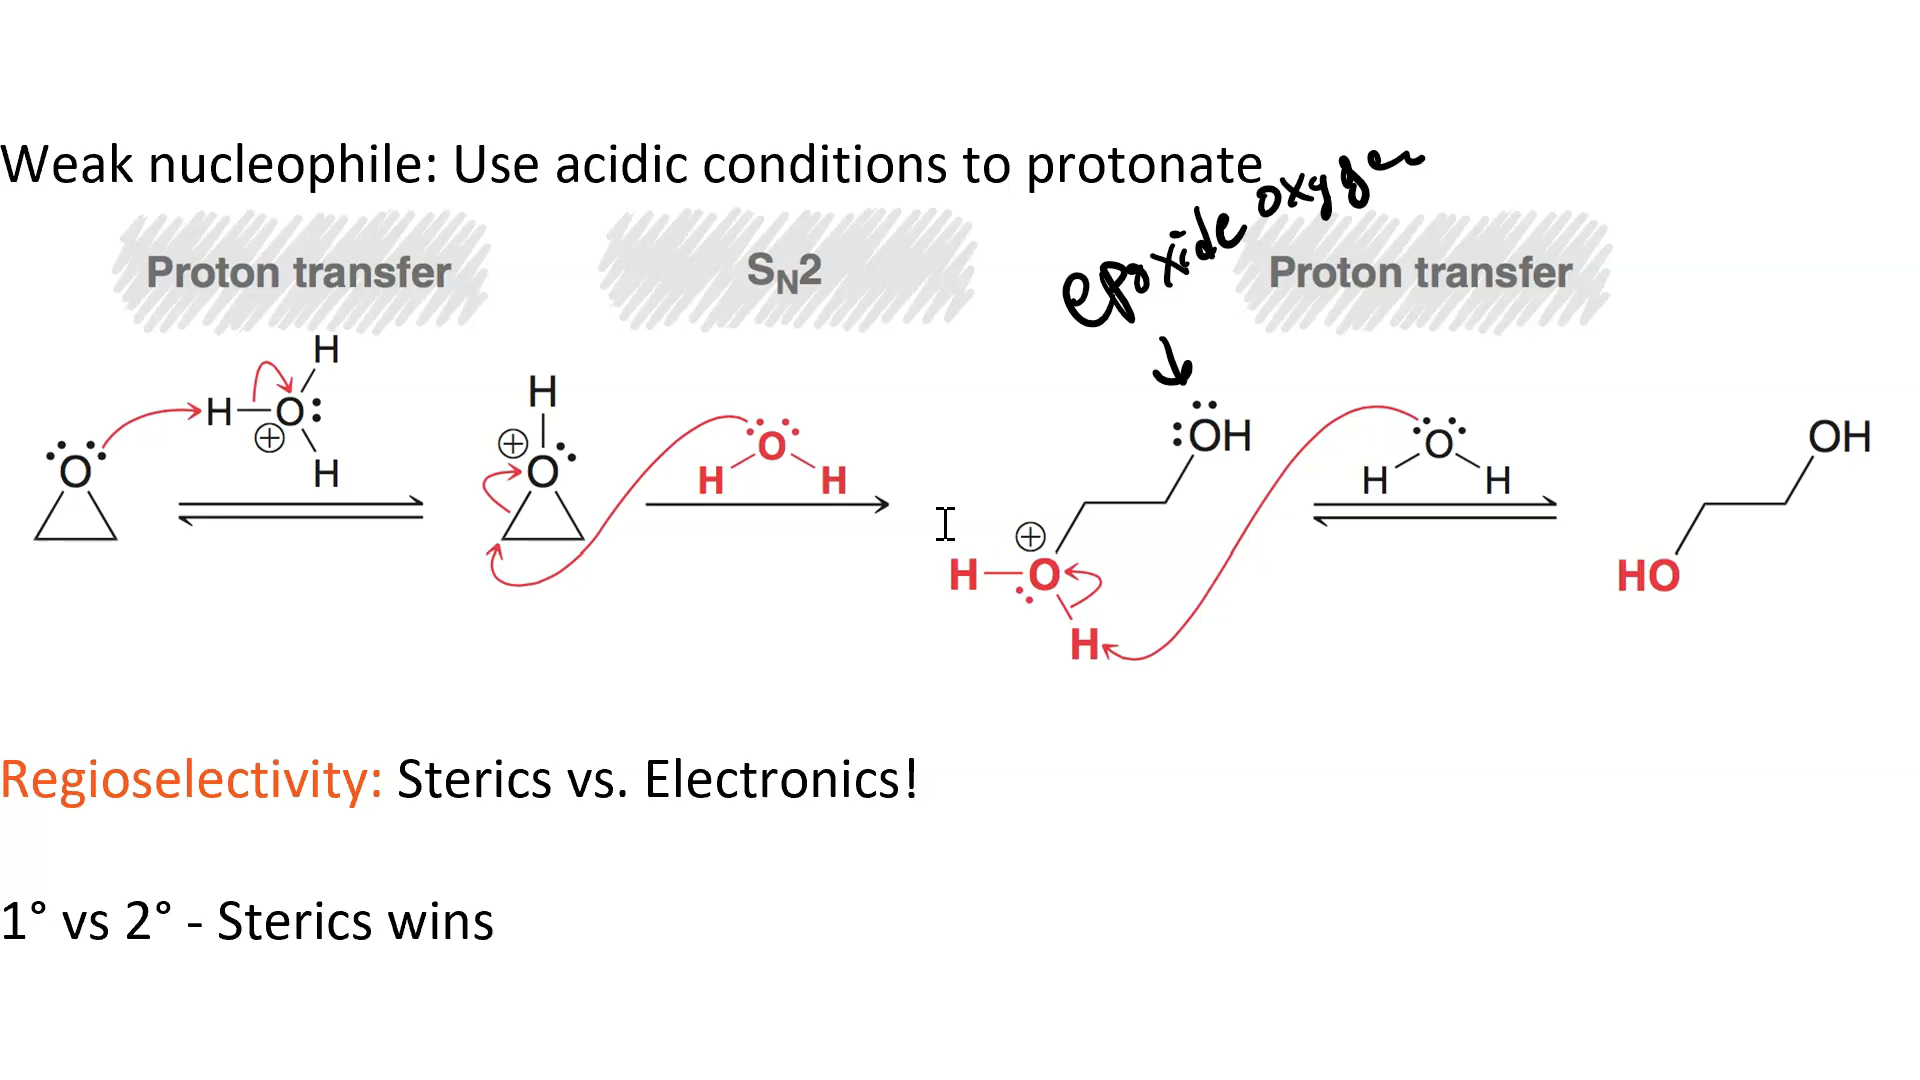 Weak nucleophile: Use acidic conditions to protonate
epoxide oxygen
Proton transfer
SN2
Proton transfer
H
H—O:
⊕
H
O
H
⊕
O
O
H H
:OH
⊕
H—O
H
O
H H
OH
HO
Regioselectivity: Sterics vs. Electronics!
1° vs 2° - Sterics wins